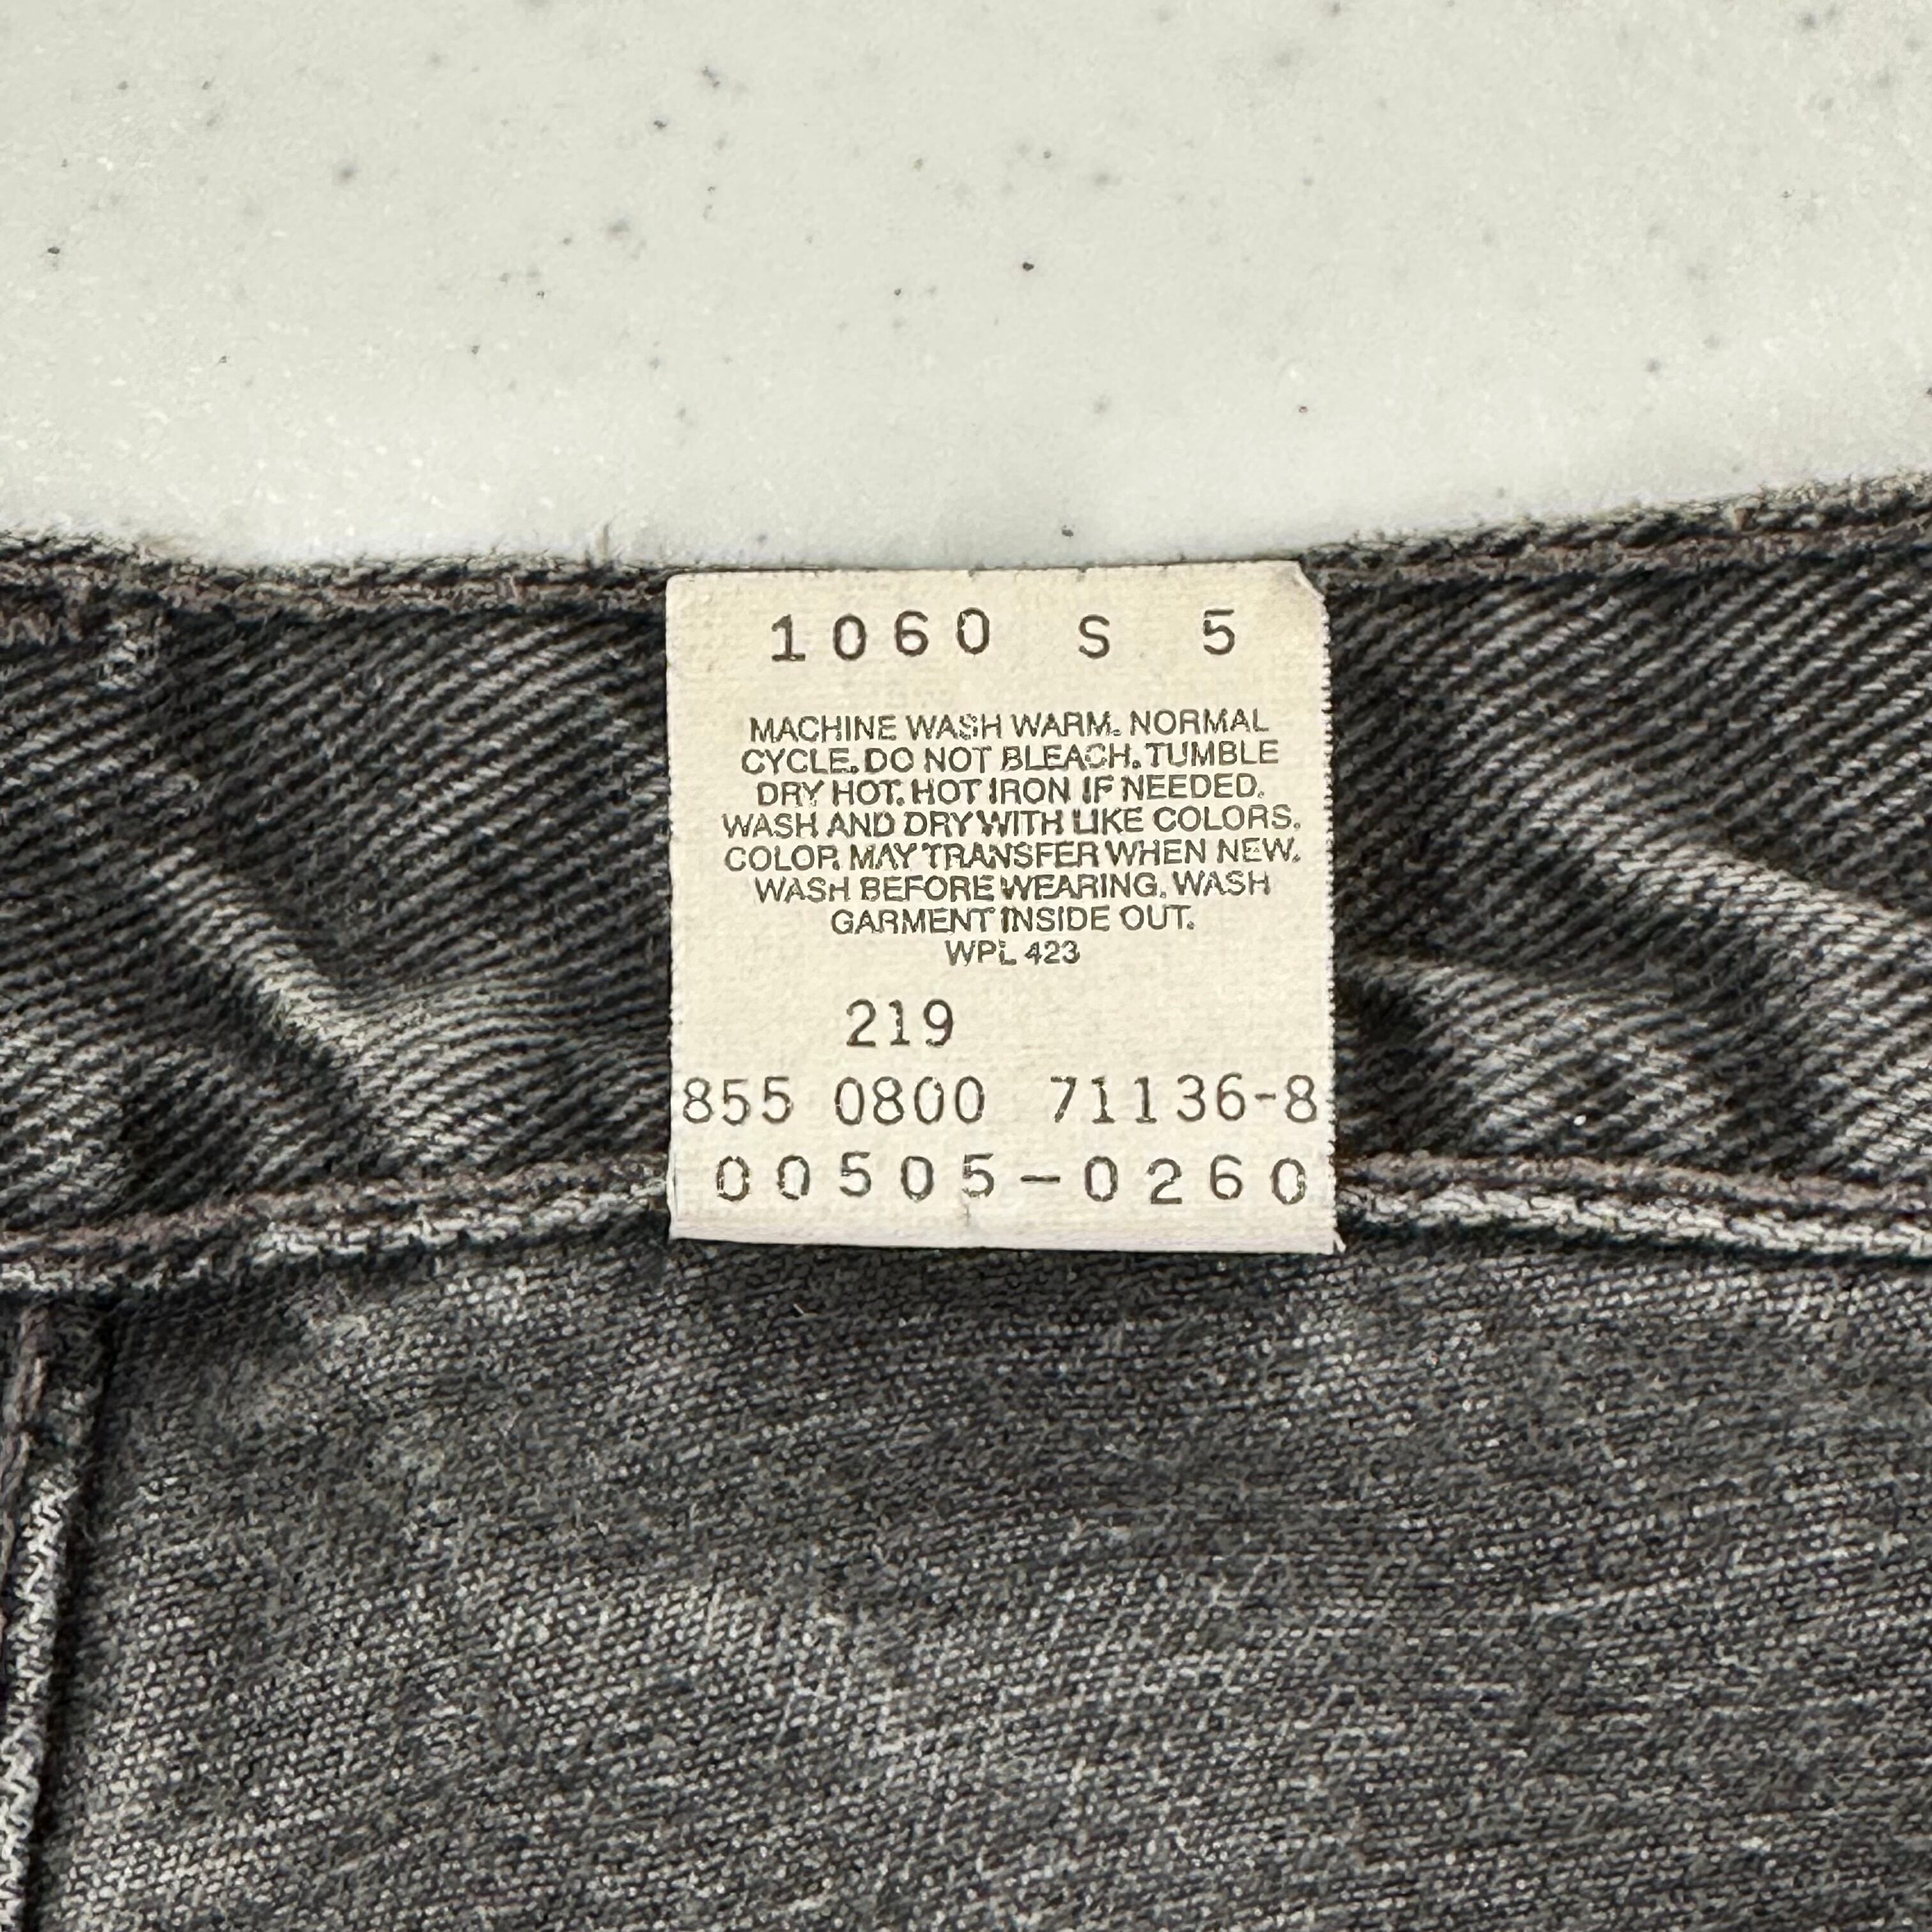 1060 S 5
MACHINE WASH WARM. NORMAL
CYCLE. DO NOT BLEACH. TUMBLE
DRY HOT. HOT IRON IF NEEDED.
WASH AND DRY WITH LIKE COLORS.
COLOR MAY TRANSFER WHEN NEW.
WASH BEFORE WEARING. WASH
GARMENT INSIDE OUT.
WPL 423
219
855 0800 71136-8
00505-0260